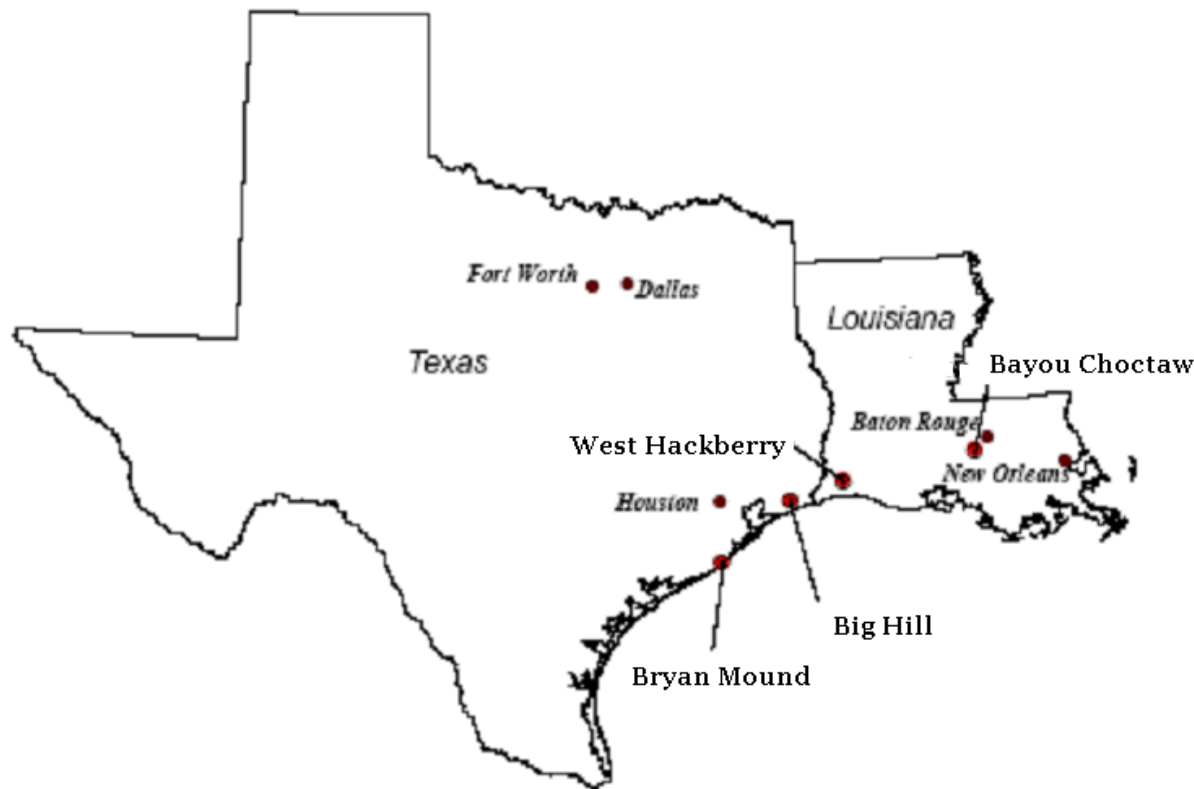 Fort Worth
Dallas
Louisiana
Texas
Bayou Choctaw
Baton Rouge
West Hackberry
New Orleans
Houston
Big Hill
Bryan Mound